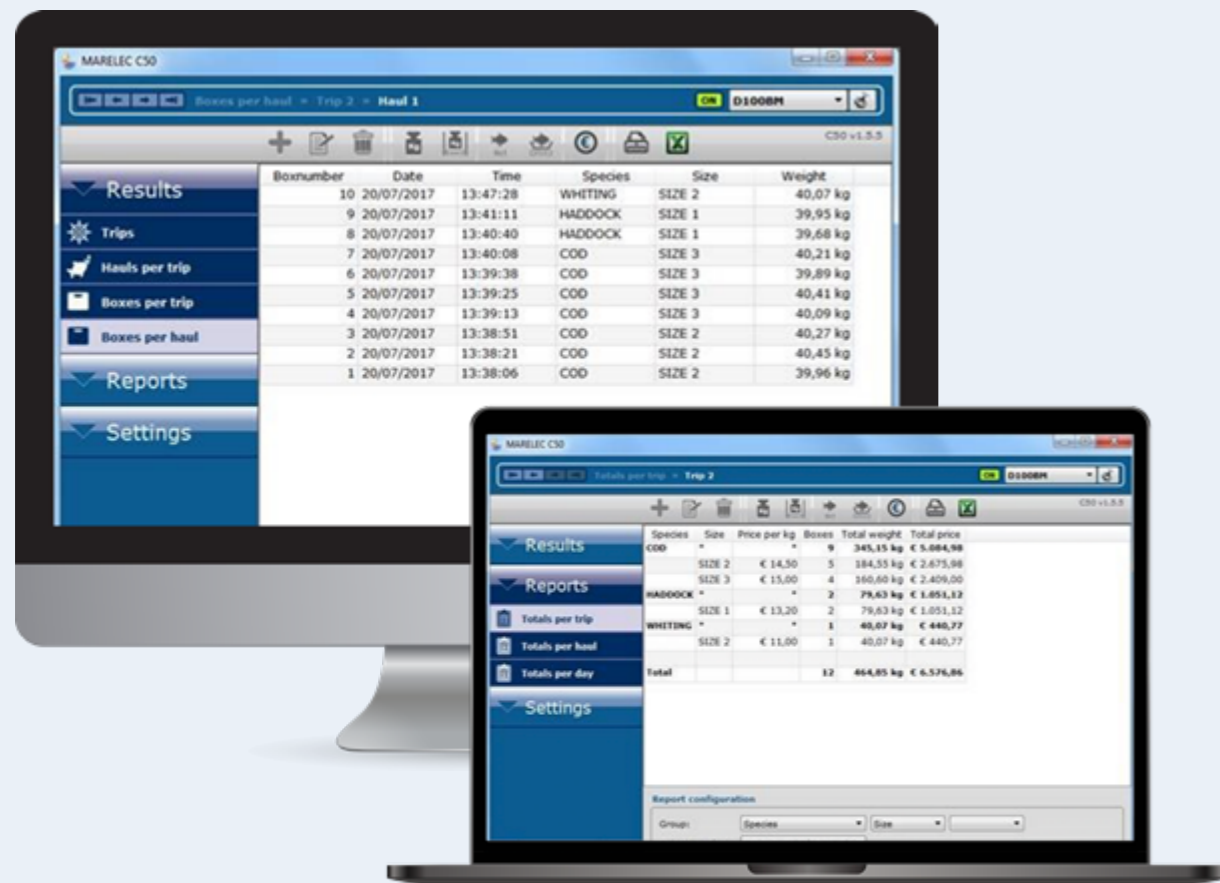 MARELEC C50
Boxes per haul » Trip 2 » Haul 1
ON D100BM
C50 v1.5.5
Results
Trips
Hauls per trip
Boxes per trip
Boxes per haul
Reports
Settings
Boxnumber Date Time Species Size Weight
10 20/07/2017 13:47:28 WHITING SIZE 2 40,07 kg
9 20/07/2017 13:41:11 HADDOCK SIZE 1 39,95 kg
8 20/07/2017 13:40:40 HADDOCK SIZE 1 39,68 kg
7 20/07/2017 13:40:08 COD SIZE 3 40,21 kg
6 20/07/2017 13:39:38 COD SIZE 3 39,89 kg
5 20/07/2017 13:39:25 COD SIZE 3 40,41 kg
4 20/07/2017 13:39:13 COD SIZE 3 40,09 kg
3 20/07/2017 13:38:51 COD SIZE 2 40,27 kg
2 20/07/2017 13:38:21 COD SIZE 2 40,45 kg
1 20/07/2017 13:38:06 COD SIZE 2 39,96 kg
MARELEC C50
Totals per trip » Trip 2
ON D100BM
C50 v1.5.5
Results
Reports
Totals per trip
Totals per haul
Totals per day
Settings
Species Size Price per kg Boxes Total weight Total price
COD * * 9 345,15 kg € 5.084,98
SIZE 2 € 14,50 5 184,55 kg € 2.675,98
SIZE 3 € 15,00 4 160,60 kg € 2.409,00
HADDOCK * * 2 79,63 kg € 1.051,12
SIZE 1 € 13,20 2 79,63 kg € 1.051,12
WHITING * * 1 40,07 kg € 440,77
SIZE 2 € 11,00 1 40,07 kg € 440,77
Total 12 464,85 kg € 6.576,86
Report configuration
Group: Species Size